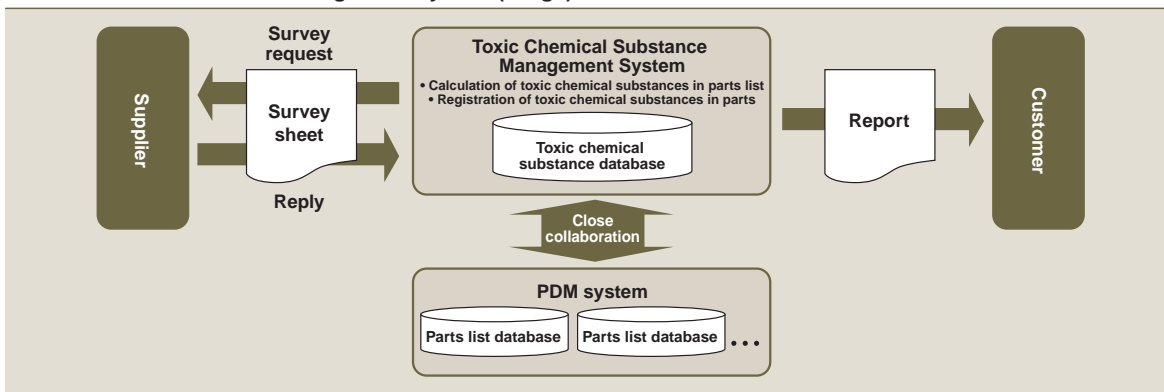 Supplier
Survey
request
Survey
sheet
Reply
Toxic Chemical Substance
Management System
• Calculation of toxic chemical substances in parts list
• Registration of toxic chemical substances in parts
Toxic chemical
substance database
Report
Customer
Close
collaboration
PDM system
Parts list database
Parts list database
...